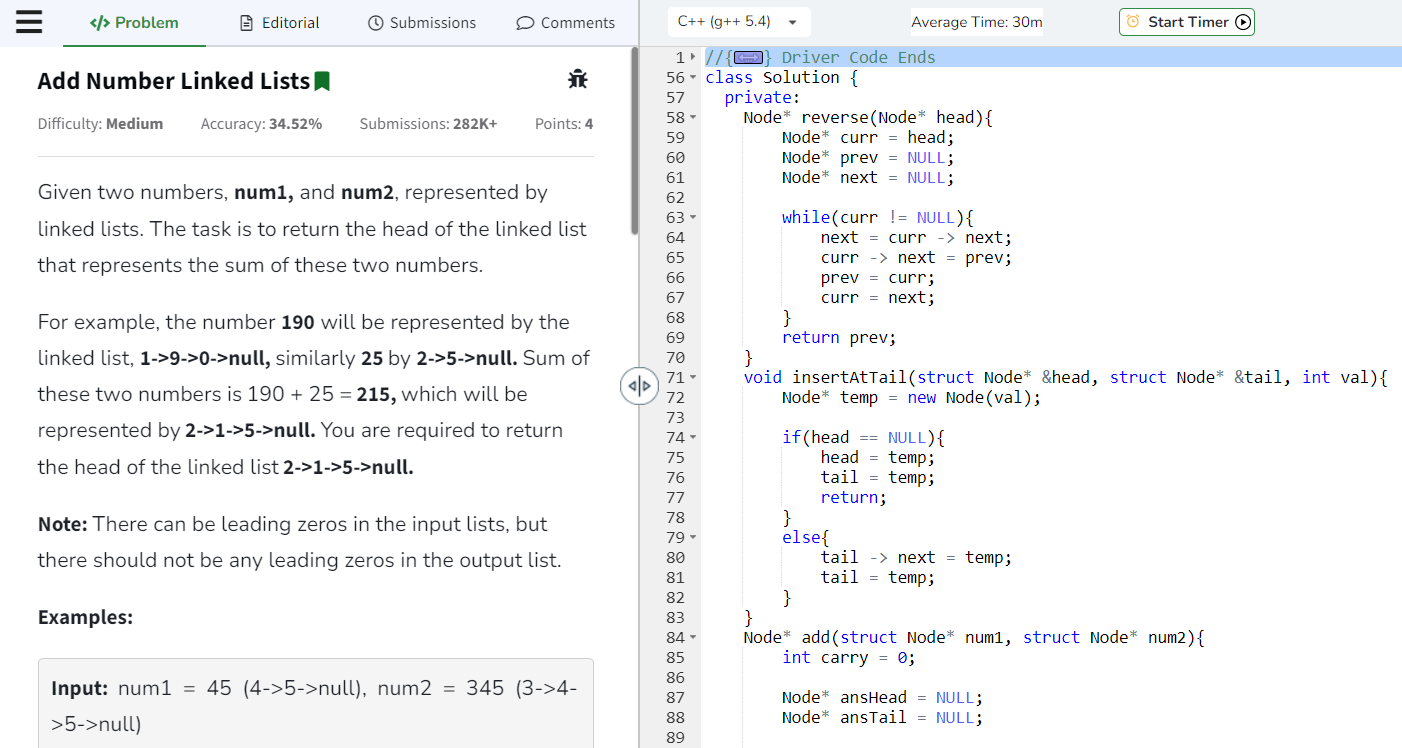 </> Problem
Editorial
Submissions
Comments
Add Number Linked Lists
Difficulty: Medium Accuracy: 34.52% Submissions: 282K+ Points: 4
Given two numbers, num1, and num2, represented by
linked lists. The task is to return the head of the linked list
that represents the sum of these two numbers.
For example, the number 190 will be represented by the
linked list, 1->9->0->null, similarly 25 by 2->5->null. Sum of
these two numbers is 190 + 25 = 215, which will be
represented by 2->1->5->null. You are required to return
the head of the linked list 2->1->5->null.
Note: There can be leading zeros in the input lists, but
there should not be any leading zeros in the output list.
Examples:
Input: num1 = 45 (4->5->null), num2 = 345 (3->4-
>5->null)
C++ (g++ 5.4)
Average Time: 30m
Start Timer
1 //{ } Driver Code Ends
56 class Solution {
57 private:
58 Node* reverse(Node* head){
59 Node* curr = head;
60 Node* prev = NULL;
61 Node* next = NULL;
62
63 while(curr != NULL){
64 next = curr -> next;
65 curr -> next = prev;
66 prev = curr;
67 curr = next;
68 }
69 return prev;
70 }
71 void insertAtTail(struct Node* &head, struct Node* &tail, int val){
72 Node* temp = new Node(val);
73
74 if(head == NULL){
75 head = temp;
76 tail = temp;
77 return;
78 }
79 else{
80 tail -> next = temp;
81 tail = temp;
82 }
83 }
84 Node* add(struct Node* num1, struct Node* num2){
85 int carry = 0;
86
87 Node* ansHead = NULL;
88 Node* ansTail = NULL;
89